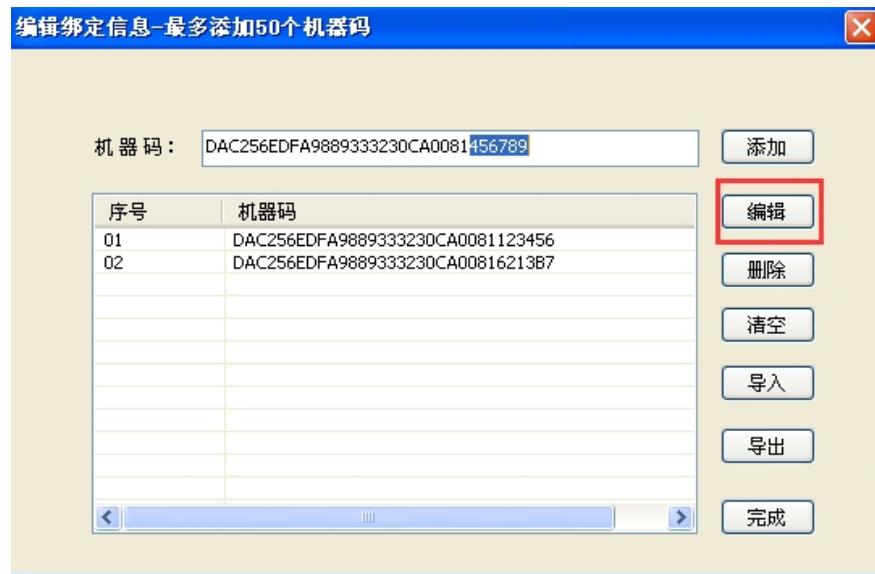 编辑绑定信息-最多添加50个机器码
机器码： DAC256EDFA9889333230CA0081456789 添加
序号 机器码 编辑
01 DAC256EDFA9889333230CA0081123456
02 DAC256EDFA9889333230CA00816213B7
删除
清空
导入
导出
完成